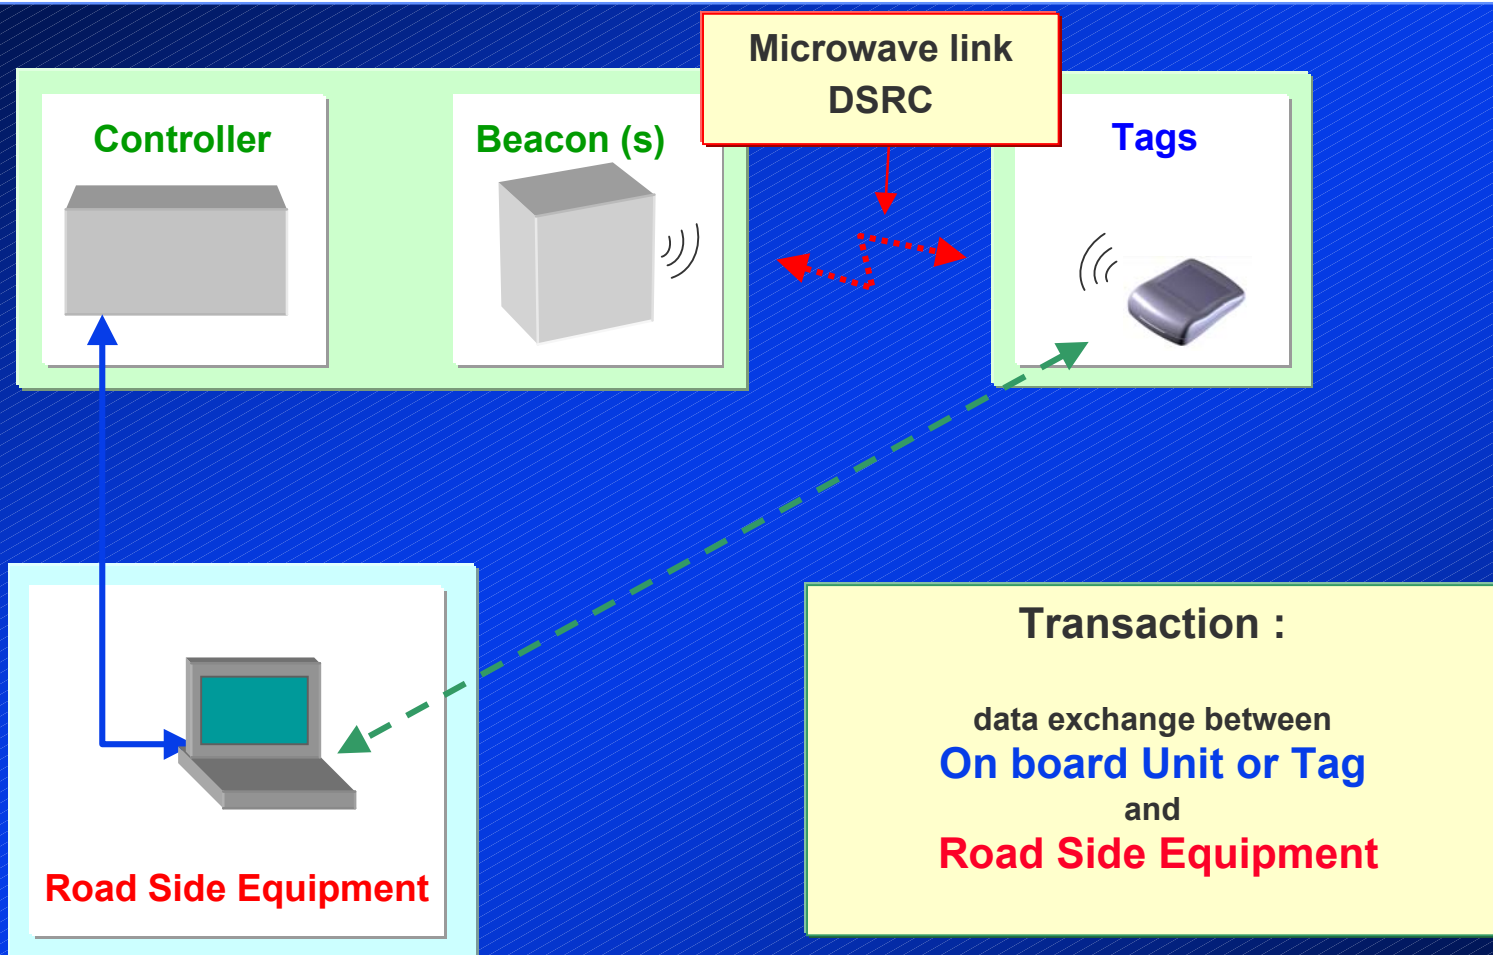 Microwave link
DSRC
Controller
Beacon (s)
Tags
Road Side Equipment
Transaction :
data exchange between
On board Unit or Tag
and
Road Side Equipment